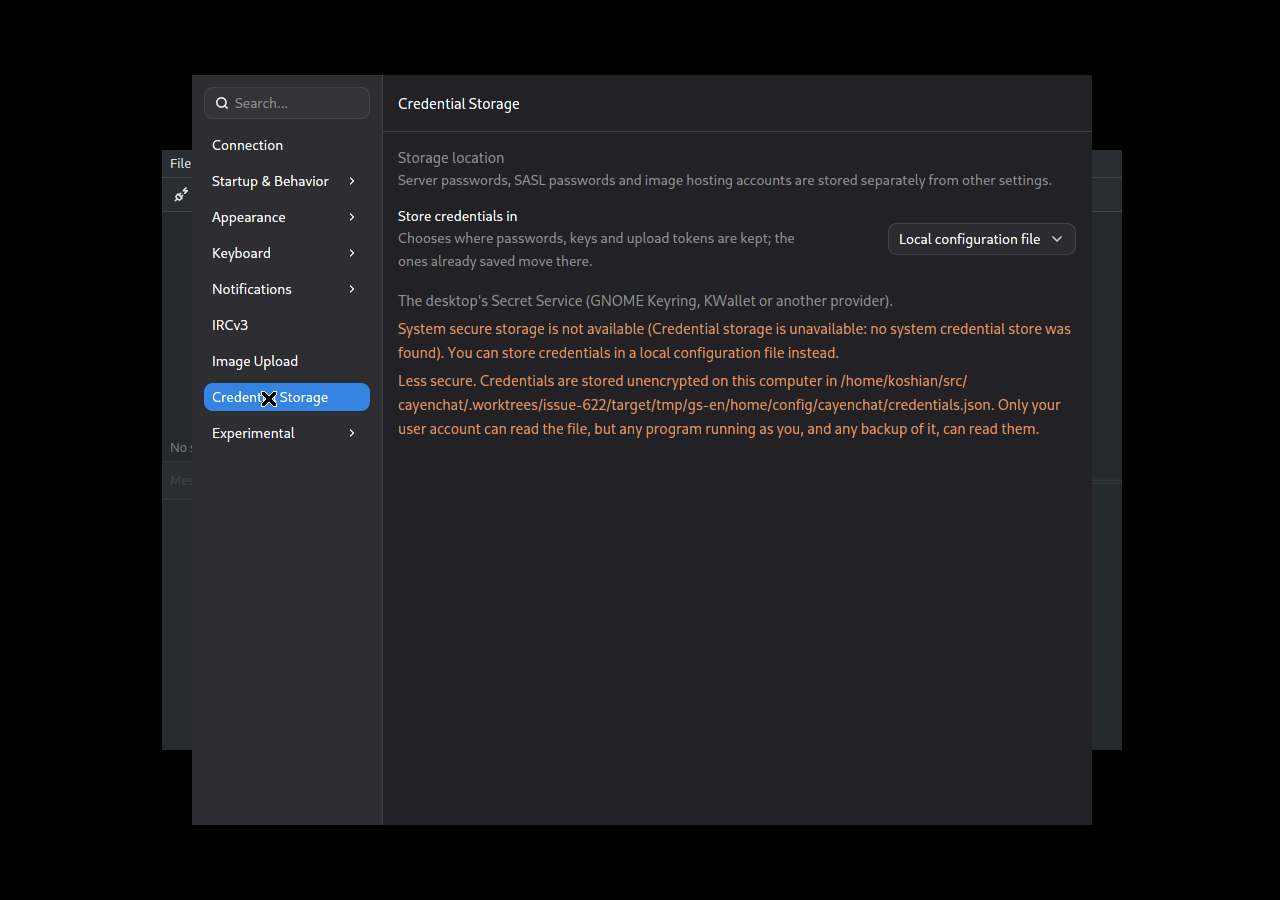 Search...
Credential Storage
Connection
Startup & Behavior
Appearance
Keyboard
Notifications
IRCv3
Image Upload
Credential Storage
Experimental
File
No
Storage location
Server passwords, SASL passwords and image hosting accounts are stored separately from other settings.
Store credentials in
Chooses where passwords, keys and upload tokens are kept; the
ones already saved move there.
Local configuration file
The desktop's Secret Service (GNOME Keyring, KWallet or another provider).
System secure storage is not available (Credential storage is unavailable: no system credential store was
found). You can store credentials in a local configuration file instead.
Less secure. Credentials are stored unencrypted on this computer in /home/koshian/src/
cayenchat/.worktrees/issue-622/target/tmp/gs-en/home/config/cayenchat/credentials.json. Only your
user account can read the file, but any program running as you, and any backup of it, can read them.